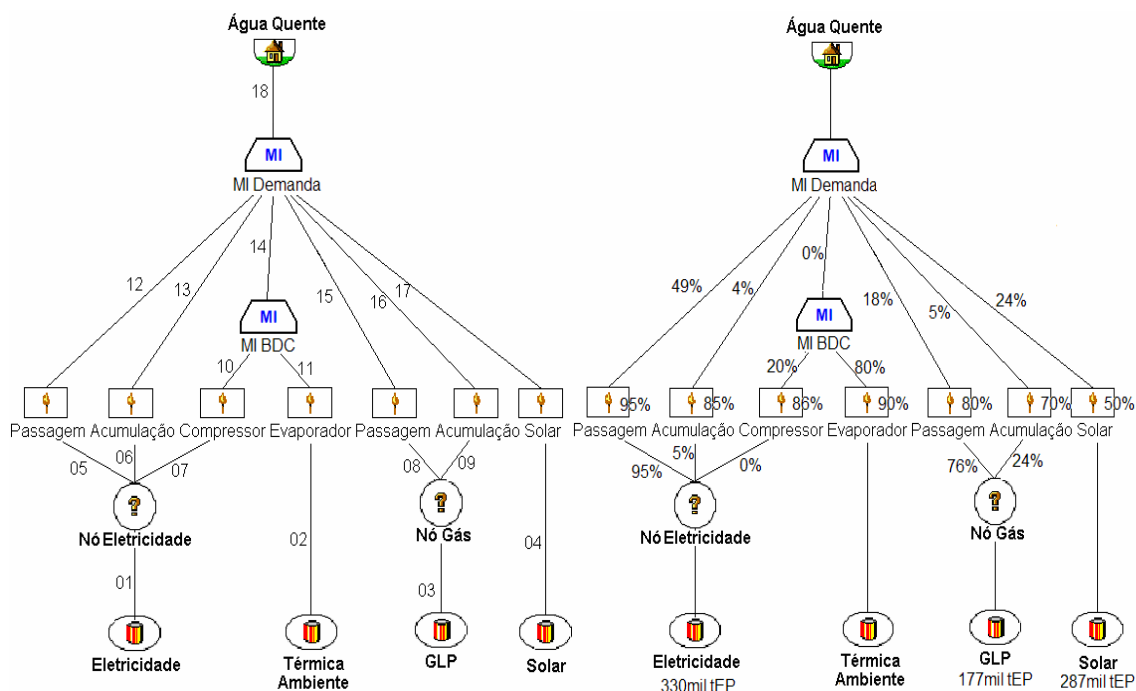 Água Quente
18
MI
MI Demanda
12
13
14
15
16
17
MI
MI BDC
10
11
Passagem Acumulação Compressor Evaporador Passagem Acumulação Solar
05
06
07
08
09
?
?
Nó Eletricidade
Nó Gás
01
02
03
04
Eletricidade
Térmica
Ambiente
GLP
Solar
Água Quente
MI
MI Demanda
49%
4%
0%
18%
5%
24%
MI
MI BDC
20%
80%
95%
85%
86%
90%
80%
70%
50%
Passagem Acumulação Compressor Evaporador Passagem Acumulação Solar
95%
5%
0%
76%
24%
?
?
Nó Eletricidade
Nó Gás
Eletricidade
330mil tEP
Térmica
Ambiente
GLP
177mil tEP
Solar
287mil tEP